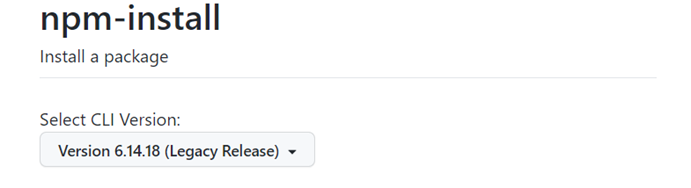 npm-install
Install a package
Select CLI Version:
Version 6.14.18 (Legacy Release)